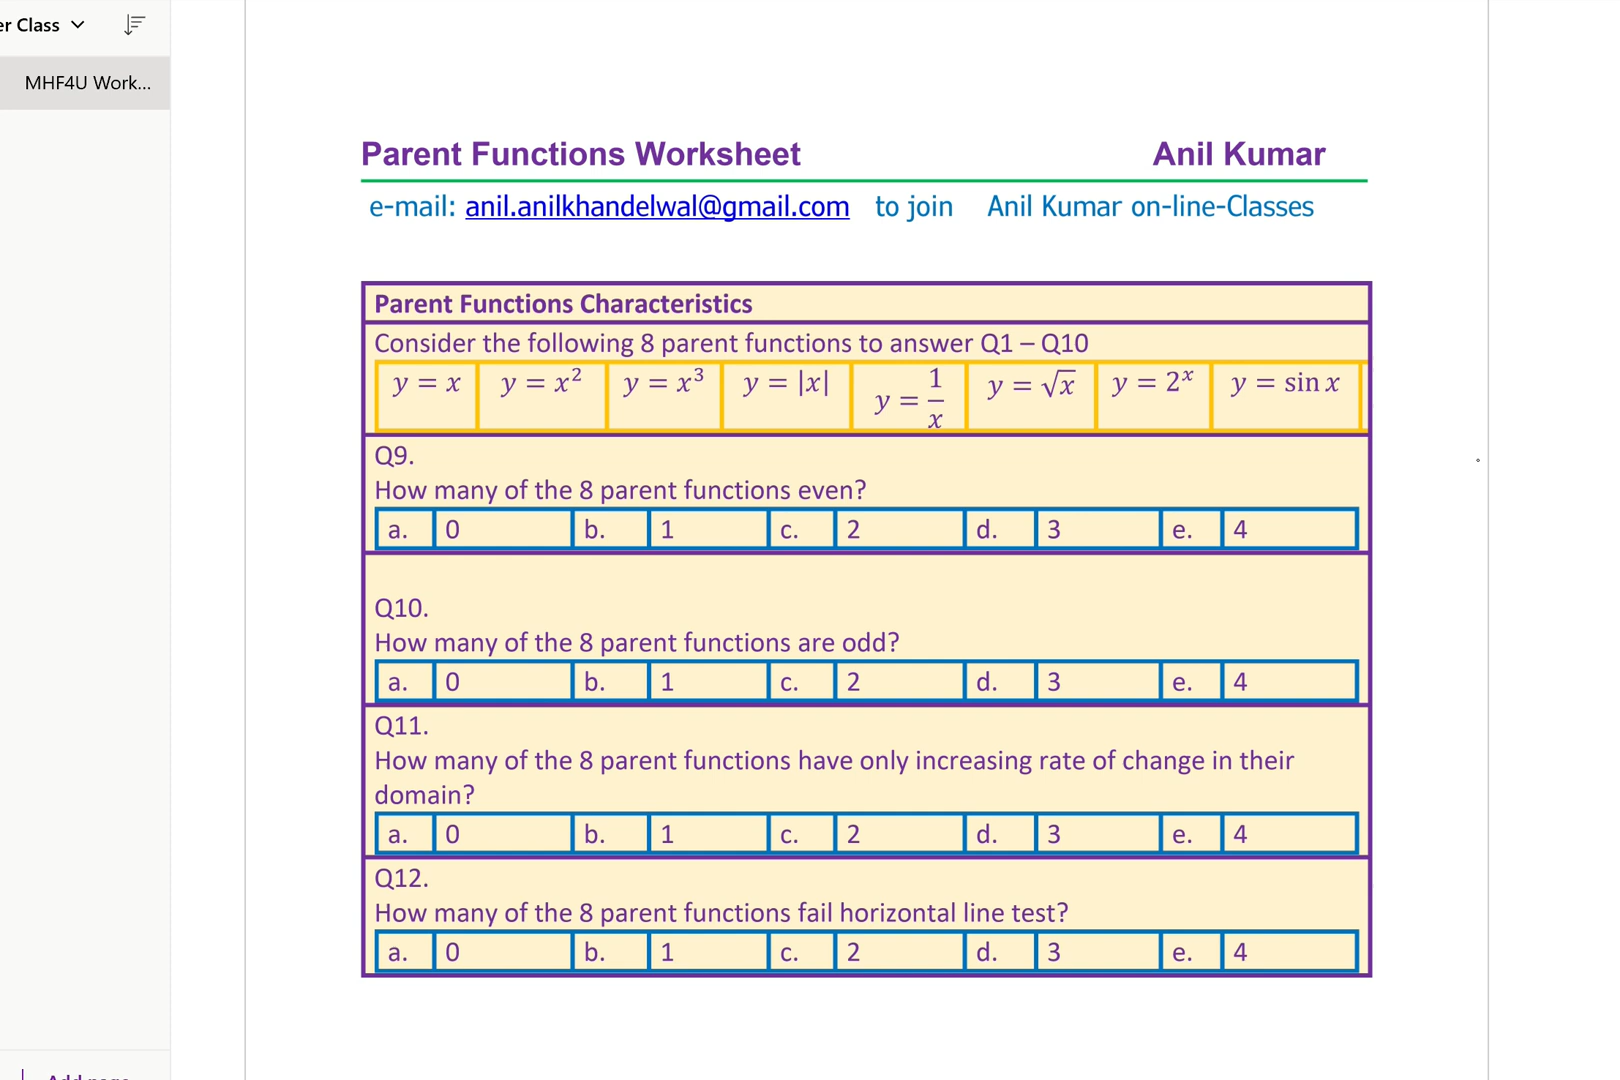 er Class
MHF4U Work...
Parent Functions Worksheet Anil Kumar
e-mail: anil.anilkhandelwal@gmail.com to join Anil Kumar on-line-Classes
Parent Functions Characteristics
Consider the following 8 parent functions to answer Q1 – Q10
y = x y = x² y = x³ y = |x| y = 1/x y = √x y = 2ˣ y = sin x
Q9.
How many of the 8 parent functions even?
a. 0 b. 1 c. 2 d. 3 e. 4
Q10.
How many of the 8 parent functions are odd?
a. 0 b. 1 c. 2 d. 3 e. 4
Q11.
How many of the 8 parent functions have only increasing rate of change in their
domain?
a. 0 b. 1 c. 2 d. 3 e. 4
Q12.
How many of the 8 parent functions fail horizontal line test?
a. 0 b. 1 c. 2 d. 3 e. 4
Add page